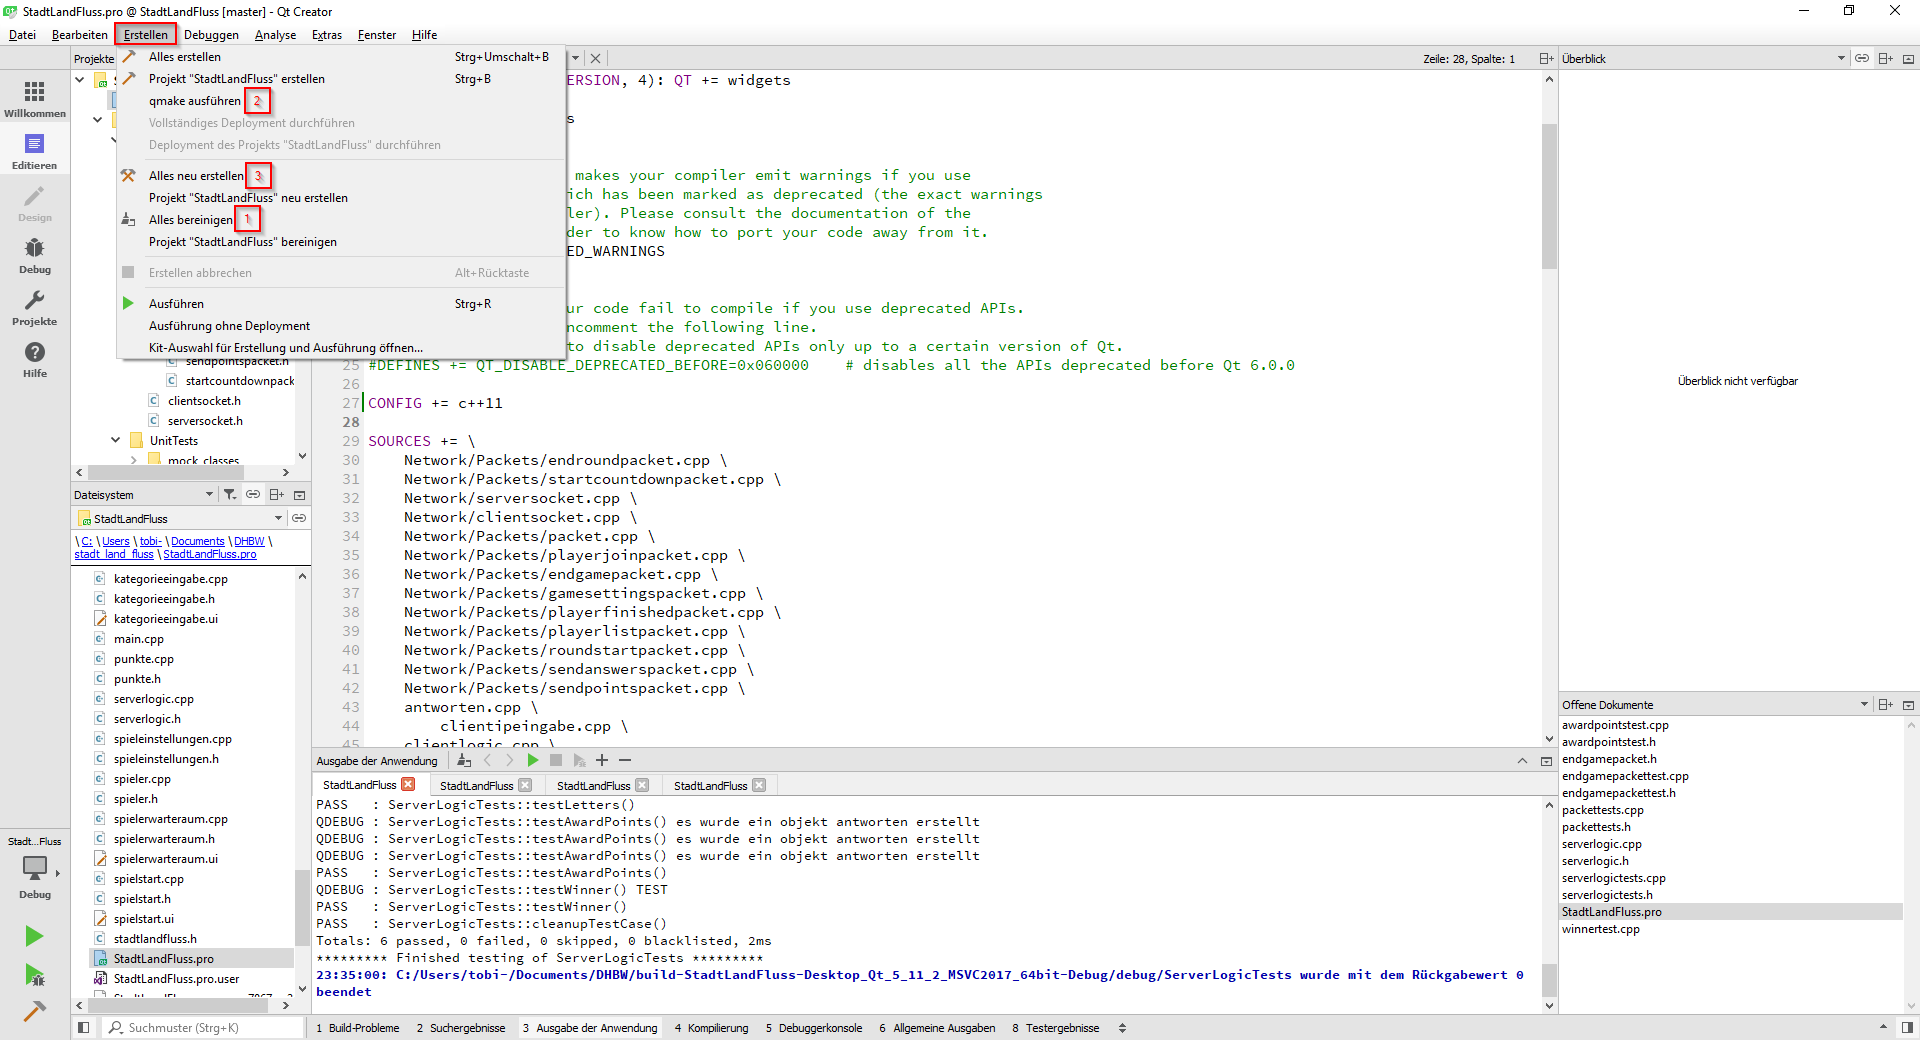 StadtLandFluss.pro @ StadtLandFluss [master] - Qt Creator
Datei Bearbeiten Erstellen Debuggen Analyse Extras Fenster Hilfe
Projekte
Alles erstellen Strg+Umschalt+B
Projekt "StadtLandFluss" erstellen Strg+B
qmake ausführen 2
Vollständiges Deployment durchführen
Deployment des Projekts "StadtLandFluss" durchführen
Alles neu erstellen 3
Projekt "StadtLandFluss" neu erstellen
Alles bereinigen 1
Projekt "StadtLandFluss" bereinigen
Erstellen abbrechen Alt+Rücktaste
Ausführen Strg+R
Ausführung ohne Deployment
Kit-Auswahl für Erstellung und Ausführung öffnen...
Willkommen
Editieren
Design
Debug
Projekte
Hilfe
sendpointspacket.h
startcountdownpack
clientsocket.h
serversocket.h
UnitTests
mock_classes
Dateisystem
StadtLandFluss
\ C: \ Users \ tobi- \ Documents \ DHBW \
stadt_land_fluss \ StadtLandFluss.pro
kategorieeingabe.cpp
kategorieeingabe.h
kategorieeingabe.ui
main.cpp
punkte.cpp
punkte.h
serverlogic.cpp
serverlogic.h
spieleinstellungen.cpp
spieleinstellungen.h
spieler.cpp
spieler.h
spielerwarteraum.cpp
spielerwarteraum.h
spielerwarteraum.ui
spielstart.cpp
spielstart.h
spielstart.ui
stadtlandfluss.h
StadtLandFluss.pro
StadtLandFluss.pro.user
Stadt...Fluss
Debug
Zeile: 28, Spalte: 1
ERSION, 4): QT += widgets
s
makes your compiler emit warnings if you use
ich has been marked as deprecated (the exact warnings
ler). Please consult the documentation of the
der to know how to port your code away from it.
ED_WARNINGS
ur code fail to compile if you use deprecated APIs.
ncomment the following line.
to disable deprecated APIs only up to a certain version of Qt.
25 #DEFINES += QT_DISABLE_DEPRECATED_BEFORE=0x060000    # disables all the APIs deprecated before Qt 6.0.0
26
27 CONFIG += c++11
28
29 SOURCES += \
30 Network/Packets/endroundpacket.cpp \
31 Network/Packets/startcountdownpacket.cpp \
32 Network/serversocket.cpp \
33 Network/clientsocket.cpp \
34 Network/Packets/packet.cpp \
35 Network/Packets/playerjoinpacket.cpp \
36 Network/Packets/endgamepacket.cpp \
37 Network/Packets/gamesettingspacket.cpp \
38 Network/Packets/playerfinishedpacket.cpp \
39 Network/Packets/playerlistpacket.cpp \
40 Network/Packets/roundstartpacket.cpp \
41 Network/Packets/sendanswerspacket.cpp \
42 Network/Packets/sendpointspacket.cpp \
43 antworten.cpp \
44 clientipeingabe.cpp \
45 clientlogic.cpp \
Ausgabe der Anwendung
StadtLandFluss StadtLandFluss StadtLandFluss StadtLandFluss
PASS   : ServerLogicTests::testLetters()
QDEBUG : ServerLogicTests::testAwardPoints() es wurde ein objekt antworten erstellt
QDEBUG : ServerLogicTests::testAwardPoints() es wurde ein objekt antworten erstellt
QDEBUG : ServerLogicTests::testAwardPoints() es wurde ein objekt antworten erstellt
PASS   : ServerLogicTests::testAwardPoints()
QDEBUG : ServerLogicTests::testWinner() TEST
PASS   : ServerLogicTests::testWinner()
PASS   : ServerLogicTests::cleanupTestCase()
Totals: 6 passed, 0 failed, 0 skipped, 0 blacklisted, 2ms
********* Finished testing of ServerLogicTests *********
23:35:00: C:/Users/tobi-/Documents/DHBW/build-StadtLandFluss-Desktop_Qt_5_11_2_MSVC2017_64bit-Debug/debug/ServerLogicTests wurde mit dem Rückgabewert 0
beendet
Überblick
Überblick nicht verfügbar
Offene Dokumente
awardpointstest.cpp
awardpointstest.h
endgamepacket.h
endgamepackettest.cpp
endgamepackettest.h
packettests.cpp
packettests.h
serverlogic.cpp
serverlogic.h
serverlogictests.cpp
serverlogictests.h
StadtLandFluss.pro
winnertest.cpp
Suchmuster (Strg+K) 1 Build-Probleme 2 Suchergebnisse 3 Ausgabe der Anwendung 4 Kompilierung 5 Debuggerkonsole 6 Allgemeine Ausgaben 8 Testergebnisse